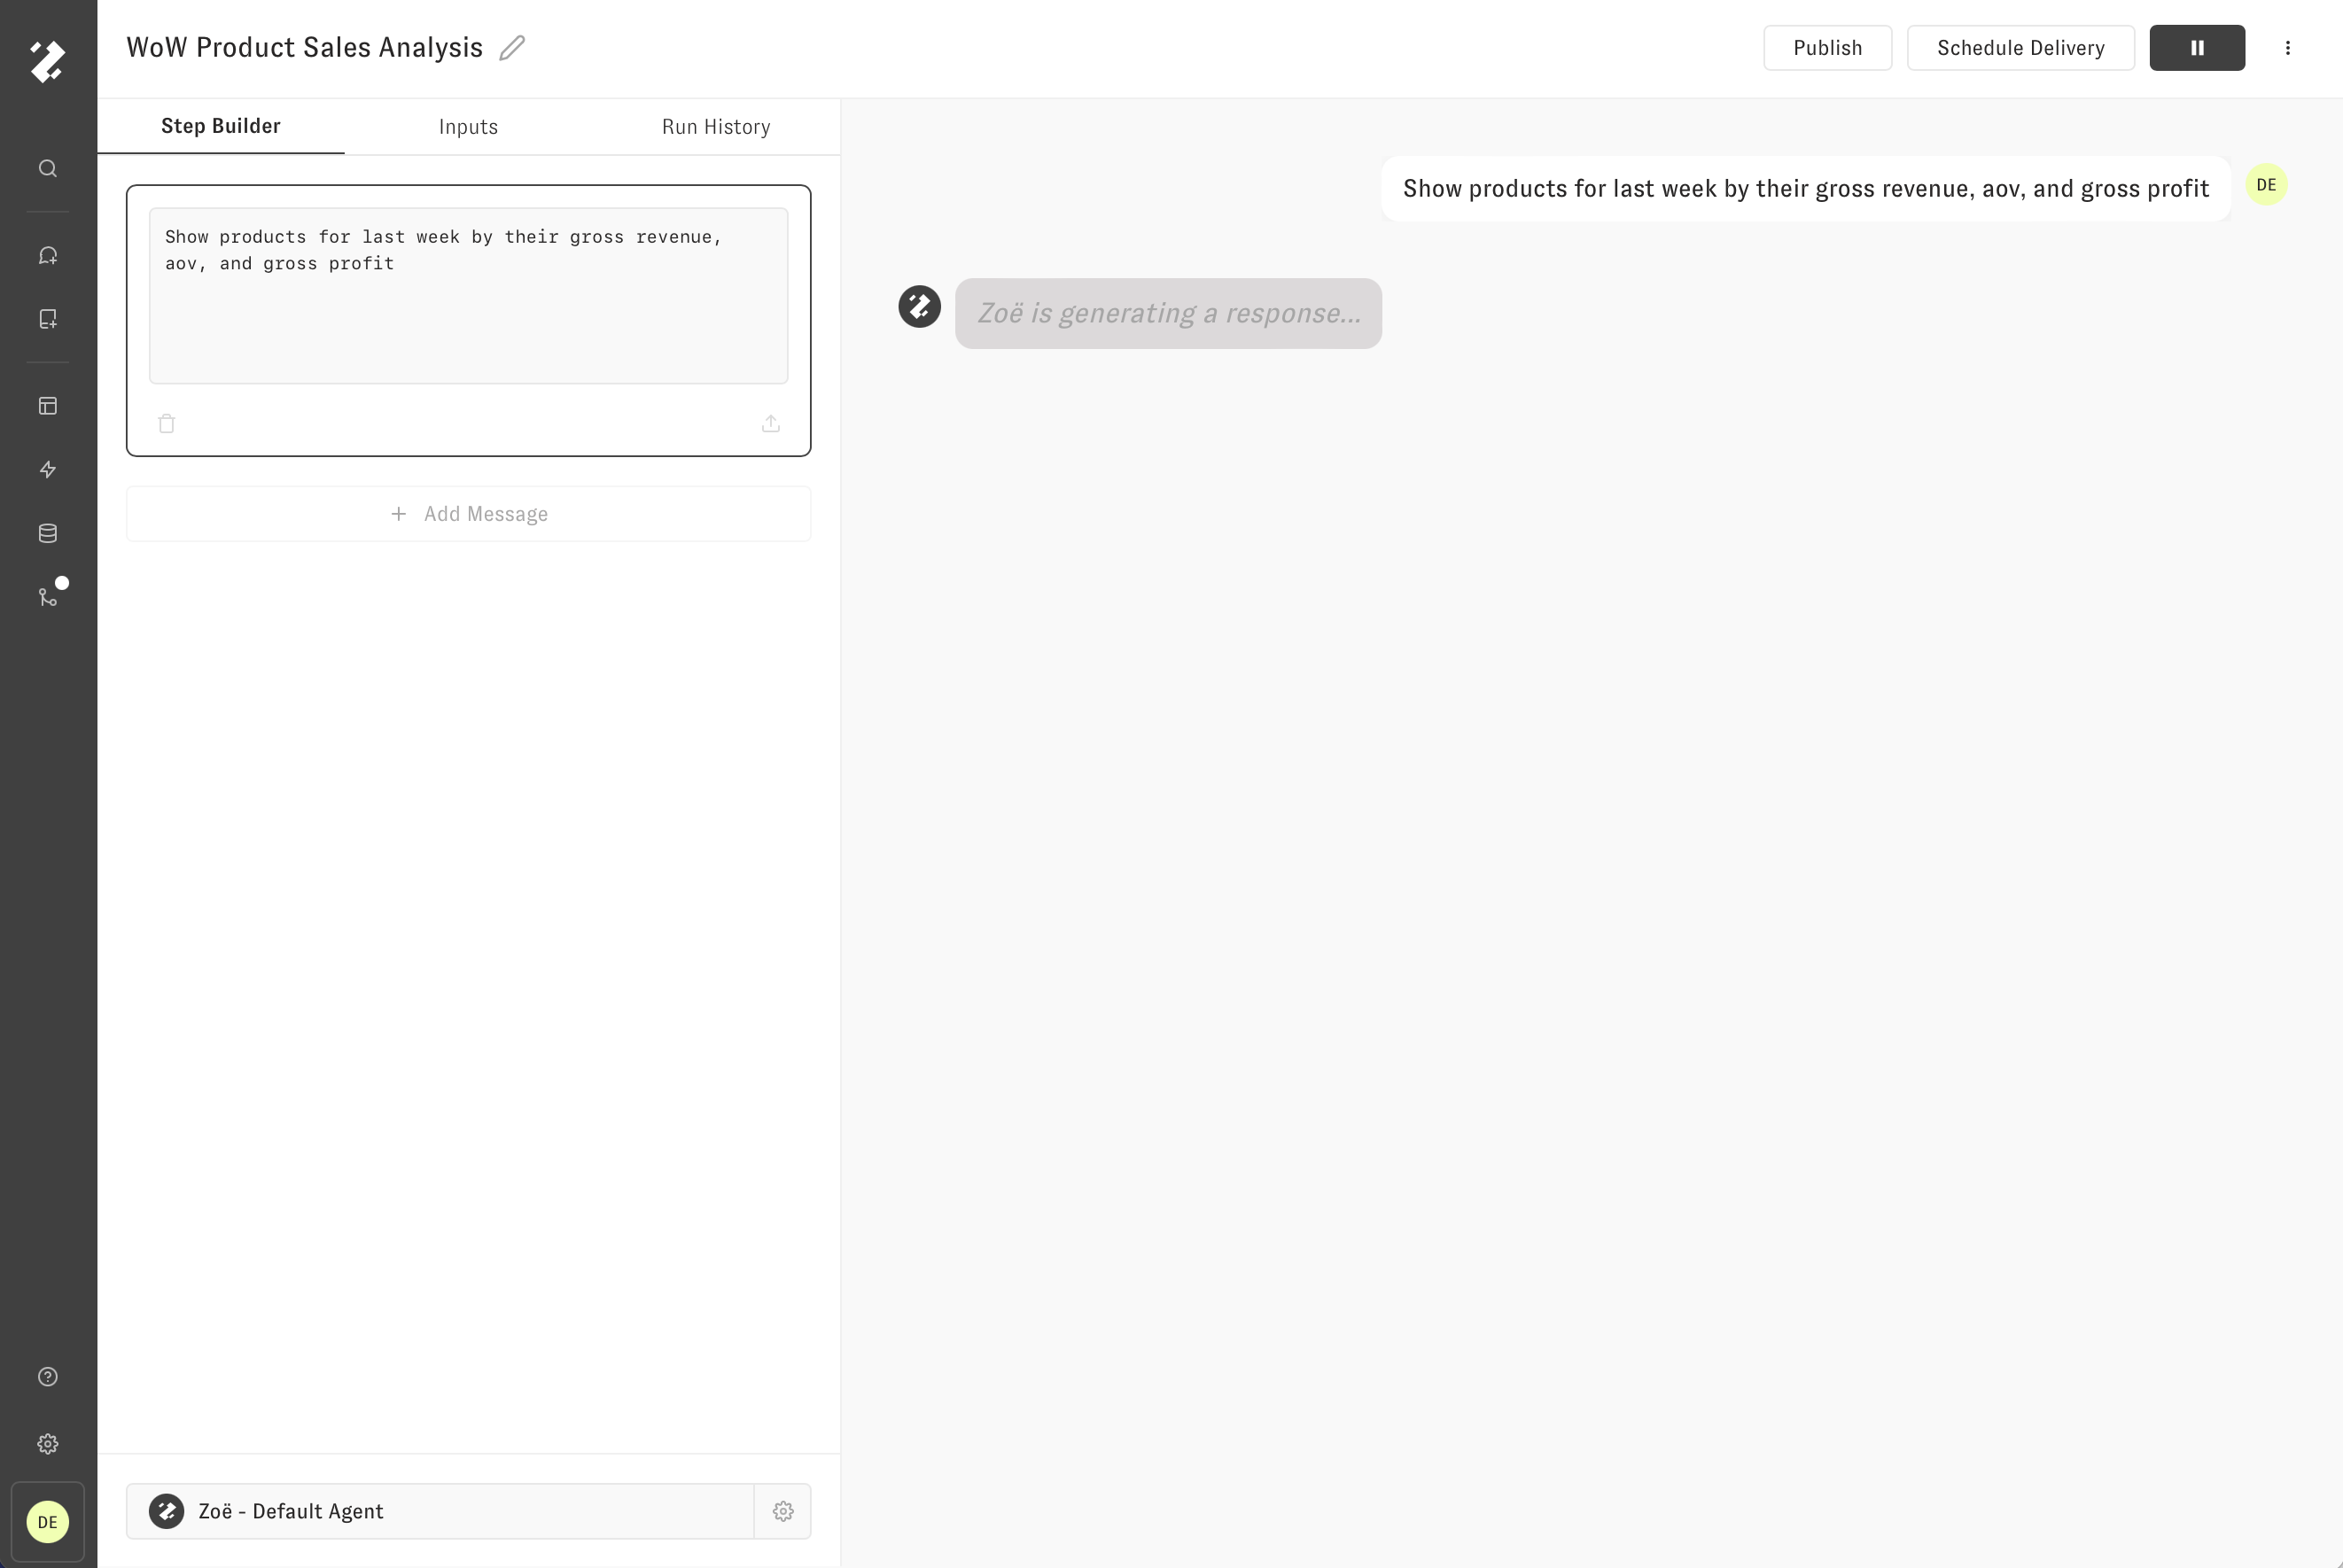 WoW Product Sales Analysis
Publish
Schedule Delivery
Step Builder
Inputs
Run History
Show products for last week by their gross revenue,
aov, and gross profit
Add Message
Show products for last week by their gross revenue, aov, and gross profit
DE
Zoë is generating a response...
Zoë - Default Agent
DE